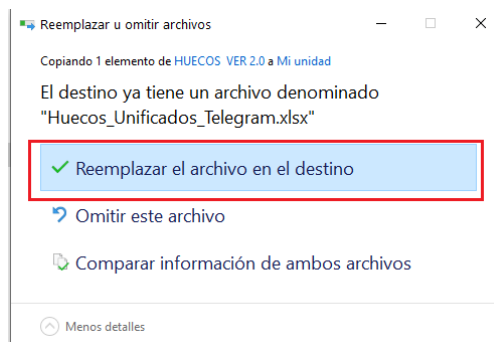 Reemplazar u omitir archivos
Copiando 1 elemento de HUECOS VER 2.0 a Mi unidad
El destino ya tiene un archivo denominado
"Huecos_Unificados_Telegram.xlsx"
Reemplazar el archivo en el destino
Omitir este archivo
Comparar información de ambos archivos
Menos detalles